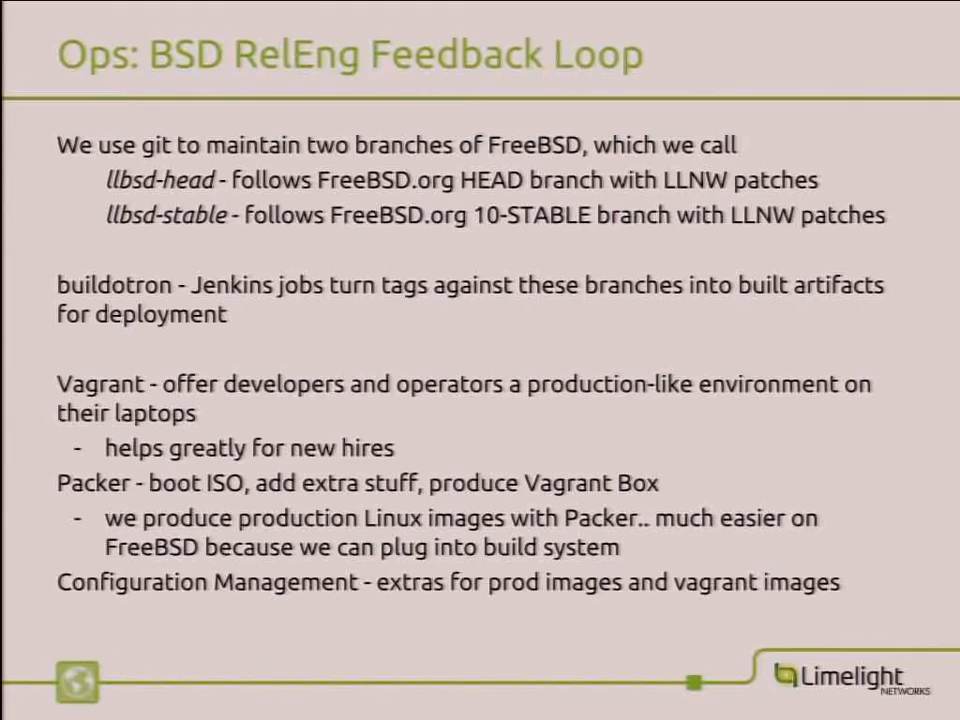 Ops: BSD RelEng Feedback Loop
We use git to maintain two branches of FreeBSD, which we call
llbsd-head - follows FreeBSD.org HEAD branch with LLNW patches
llbsd-stable - follows FreeBSD.org 10-STABLE branch with LLNW patches
buildotron - Jenkins jobs turn tags against these branches into built artifacts
for deployment
Vagrant - offer developers and operators a production-like environment on
their laptops
- helps greatly for new hires
Packer - boot ISO, add extra stuff, produce Vagrant Box
- we produce production Linux images with Packer.. much easier on
FreeBSD because we can plug into build system
Configuration Management - extras for prod images and vagrant images
Limelight
NETWORKS